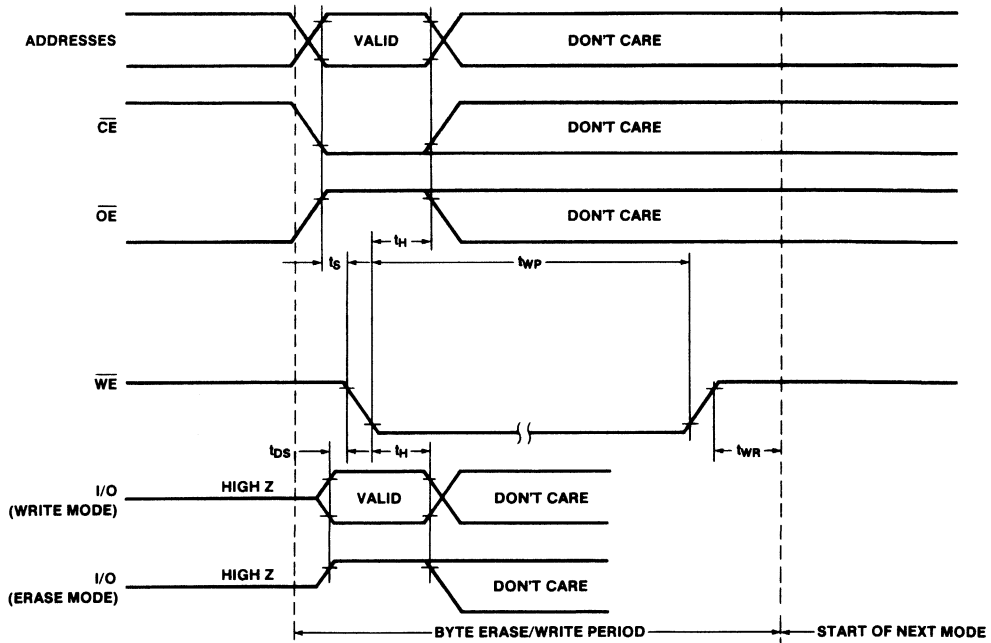 ADDRESSES
VALID
DON'T CARE
CE
DON'T CARE
OE
DON'T CARE
tH
tS
tWP
WE
tDS
tH
tWR
I/O
(WRITE MODE)
HIGH Z
VALID
DON'T CARE
I/O
(ERASE MODE)
HIGH Z
DON'T CARE
BYTE ERASE/WRITE PERIOD
START OF NEXT MODE